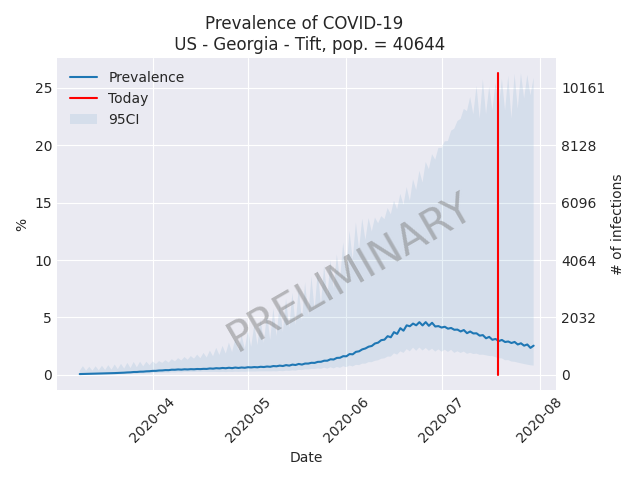 Prevalence of COVID-19
US - Georgia - Tift, pop. = 40644
Prevalence
Today
95CI
PRELIMINARY
%
25
20
15
10
5
0
10161
8128
6096
4064
2032
0
# of infections
2020-04
2020-05
2020-06
2020-07
2020-08
Date